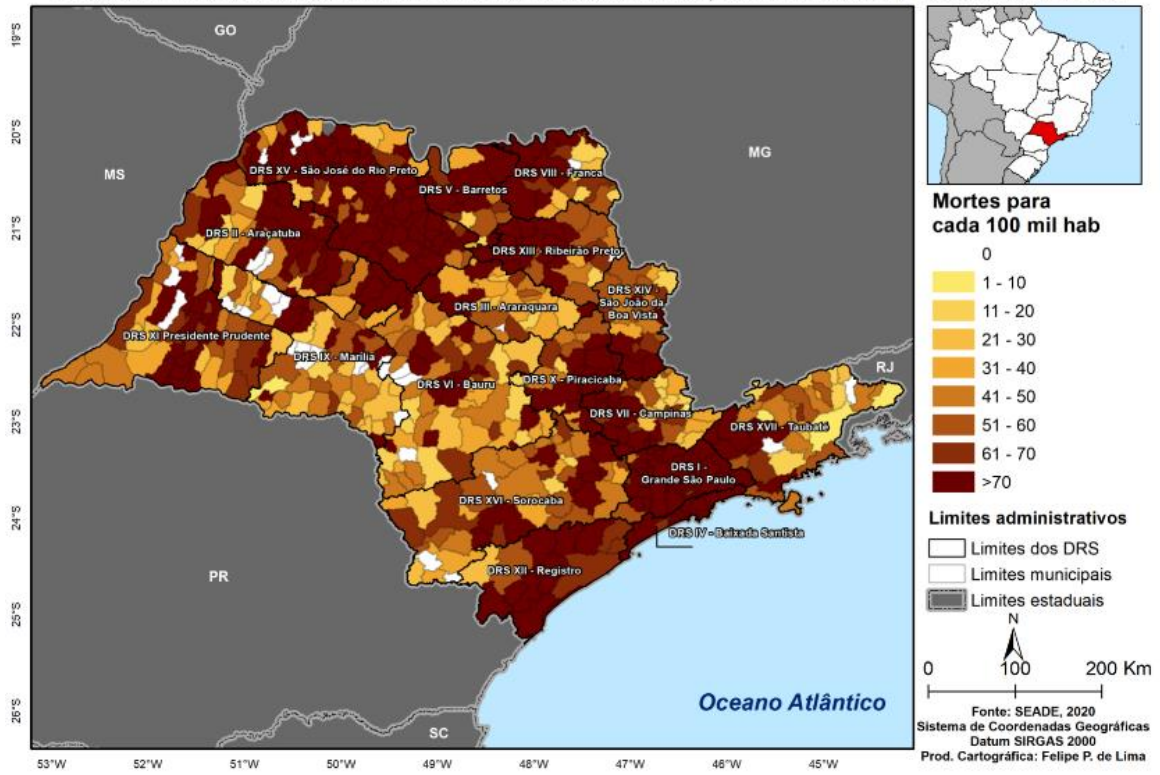 GO
MS
MG
RJ
PR
SC
DRS XV - São José do Rio Preto
DRS V - Barretos
DRS VIII - Franca
DRS II - Araçatuba
DRS XIII - Ribeirão Preto
DRS XIV -
São João da
Boa Vista
DRS III - Araraquara
DRS XI Presidente Prudente
DRS IX - Marília
DRS VI - Bauru
DRS X - Piracicaba
DRS VII - Campinas
DRS XVII - Taubaté
DRS I -
Grande São Paulo
DRS XVI - Sorocaba
DRS IV - Baixada Santista
DRS XII - Registro
Oceano Atlântico
19°S
20°S
21°S
22°S
23°S
24°S
25°S
26°S
53°W
52°W
51°W
50°W
49°W
48°W
47°W
46°W
45°W
Mortes para
cada 100 mil hab
0
1 - 10
11 - 20
21 - 30
31 - 40
41 - 50
51 - 60
61 - 70
>70
Limites administrativos
Limites dos DRS
Limites municipais
Limites estaduais
N
0 100 200 Km
Fonte: SEADE, 2020
Sistema de Coordenadas Geográficas
Datum SIRGAS 2000
Prod. Cartográfica: Felipe P. de Lima